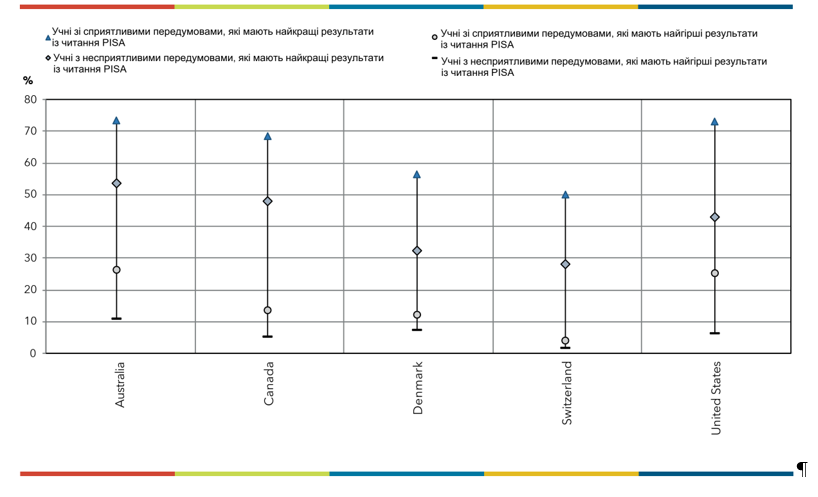 Учні зі сприятливими передумовами, які мають найкращі результати
із читання PISA
Учні зі сприятливими передумовами, які мають найгірші результати
із читання PISA
Учні з несприятливими передумовами, які мають найкращі результати
із читання PISA
Учні з несприятливими передумовами, які мають найгірші результати
із читання PISA
%
80
70
60
50
40
30
20
10
0
Australia
Canada
Denmark
Switzerland
United States
¶